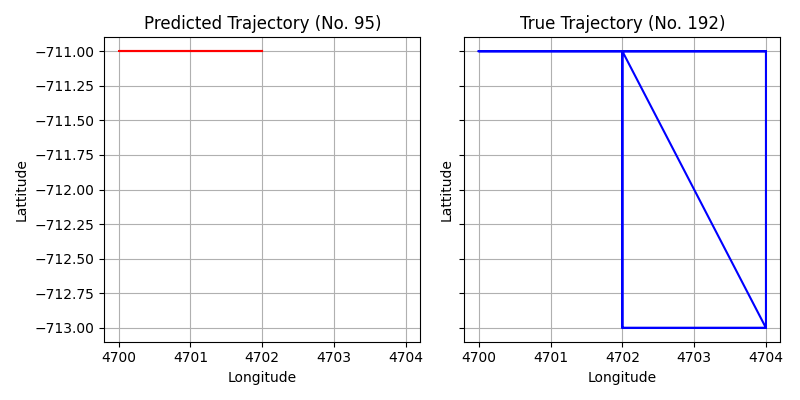 Predicted Trajectory (No. 95)
True Trajectory (No. 192)
−711.00
−711.25
−711.50
−711.75
−712.00
−712.25
−712.50
−712.75
−713.00
Lattitude
Lattitude
4700 4701 4702 4703 4704
4700 4701 4702 4703 4704
Longitude
Longitude